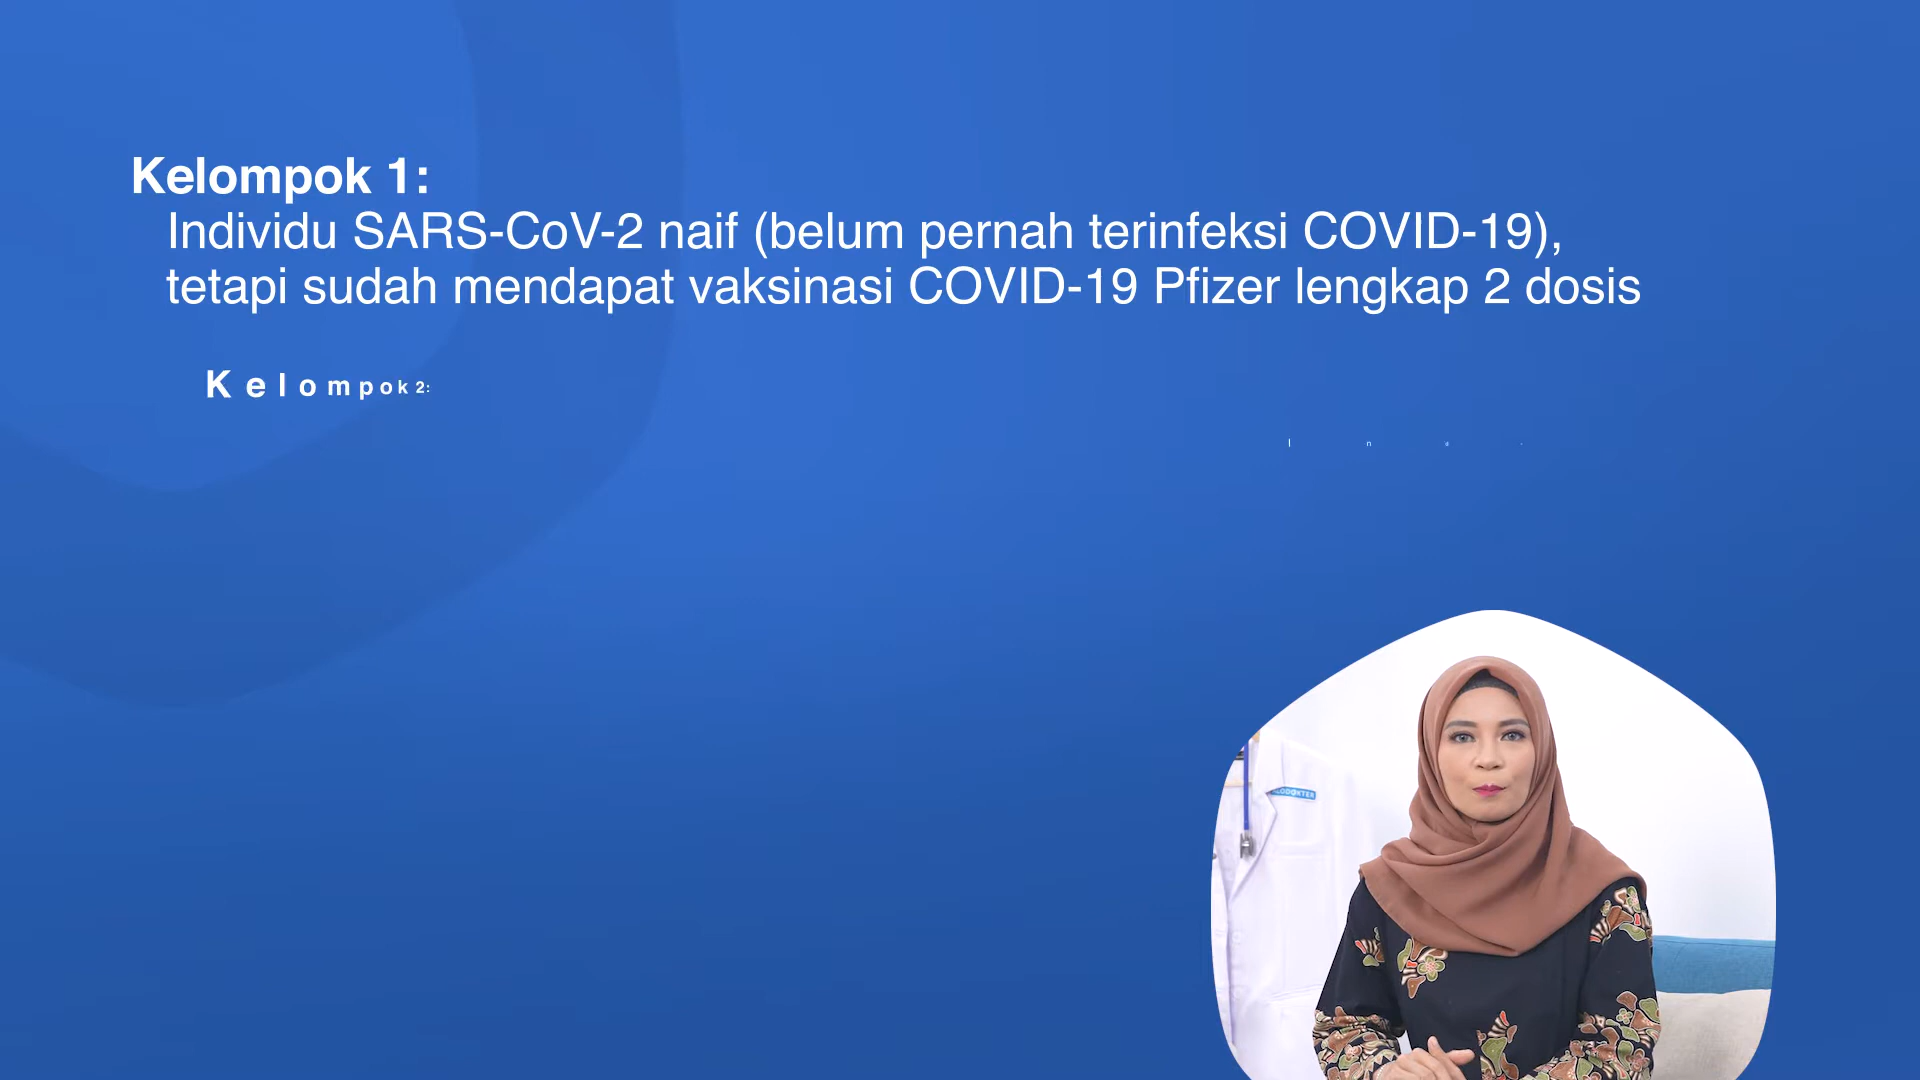 Kelompok 1:
Individu SARS-CoV-2 naif (belum pernah terinfeksi COVID-19),
tetapi sudah mendapat vaksinasi COVID-19 Pfizer lengkap 2 dosis
Kelompok 2: